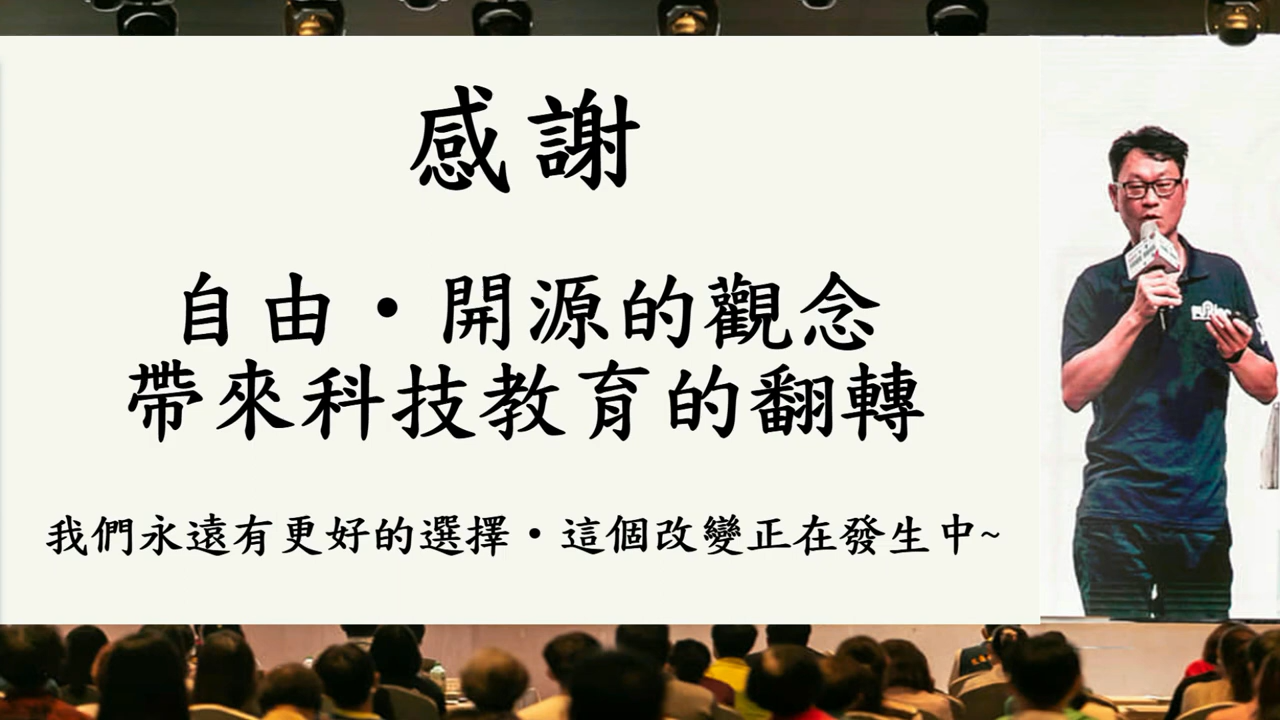 感謝
自由•開源的觀念
帶來科技教育的翻轉
我們永遠有更好的選擇•這個改變正在發生中~